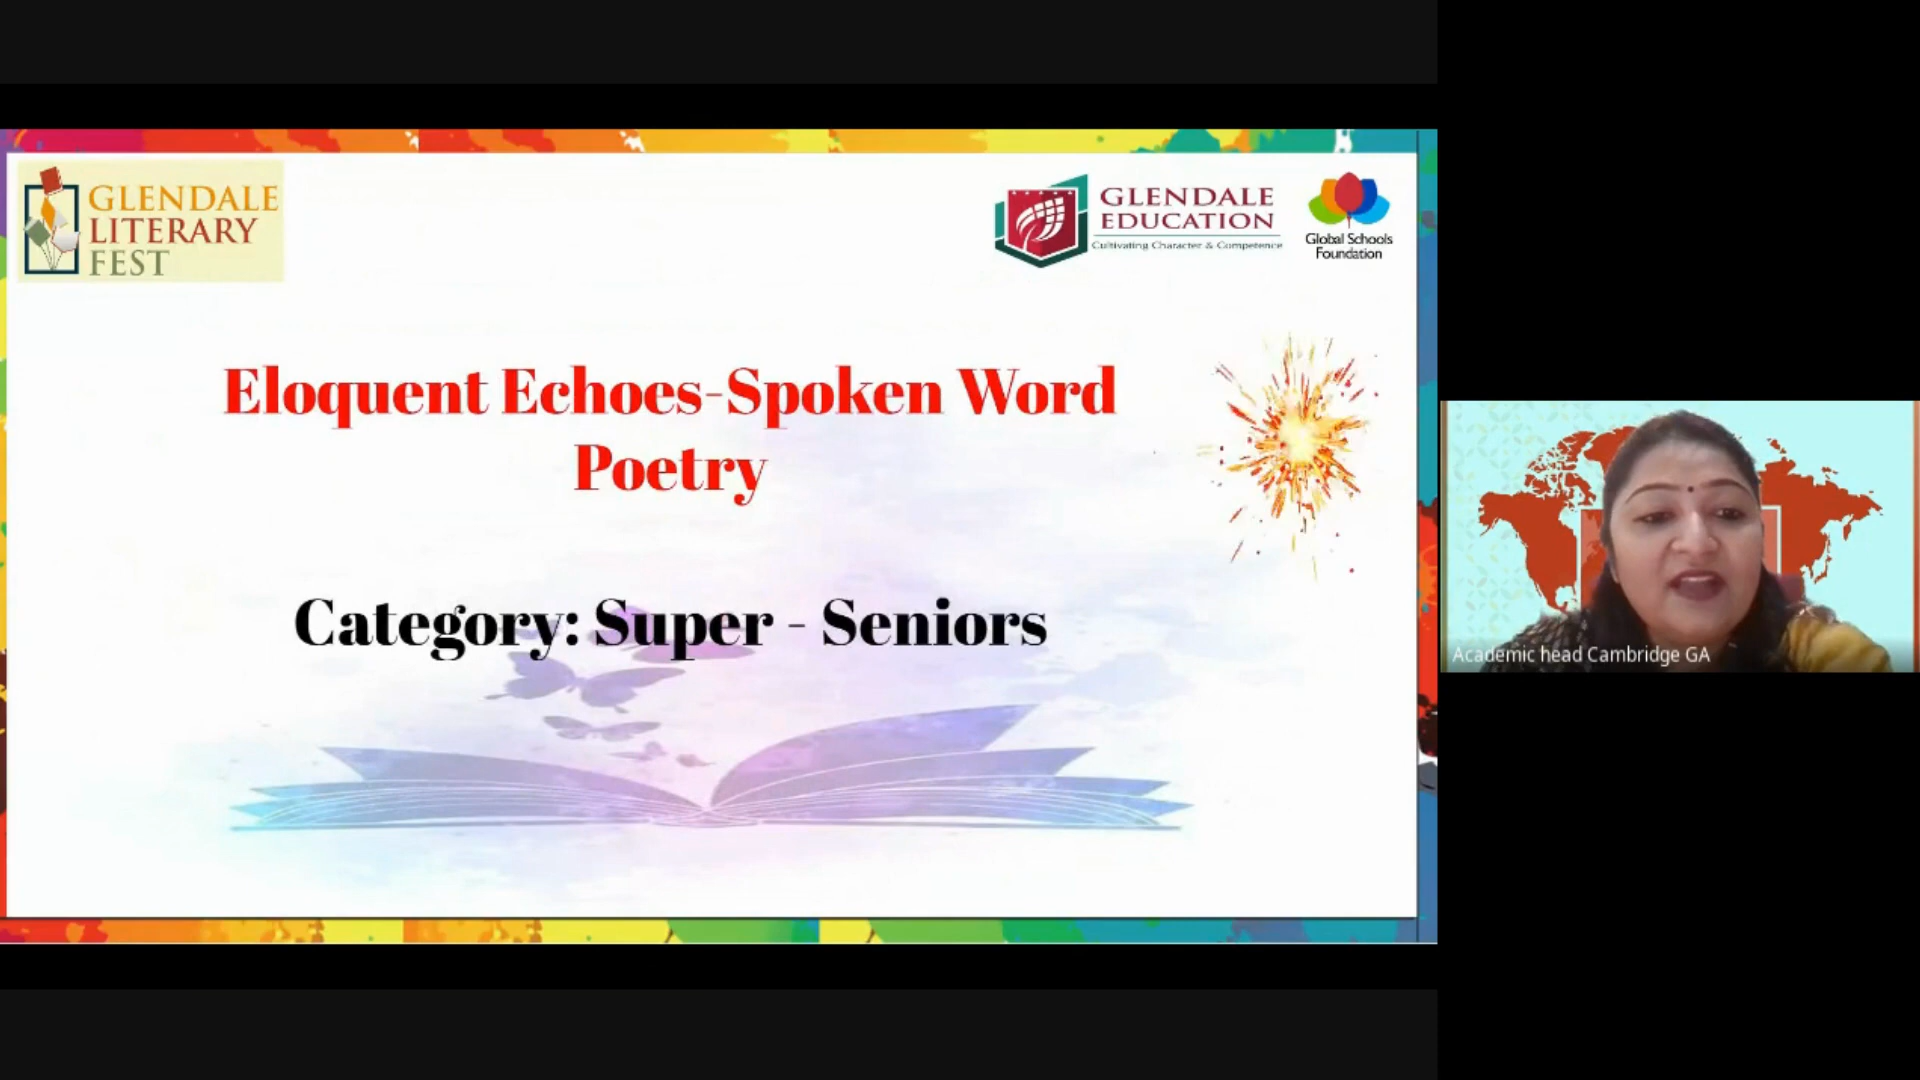 GLENDALE
LITERARY
FEST
GLENDALE
EDUCATION
Cultivating Character & Competence
Global Schools
Foundation
Eloquent Echoes-Spoken Word
Poetry
Category: Super - Seniors
Academic head Cambridge GA